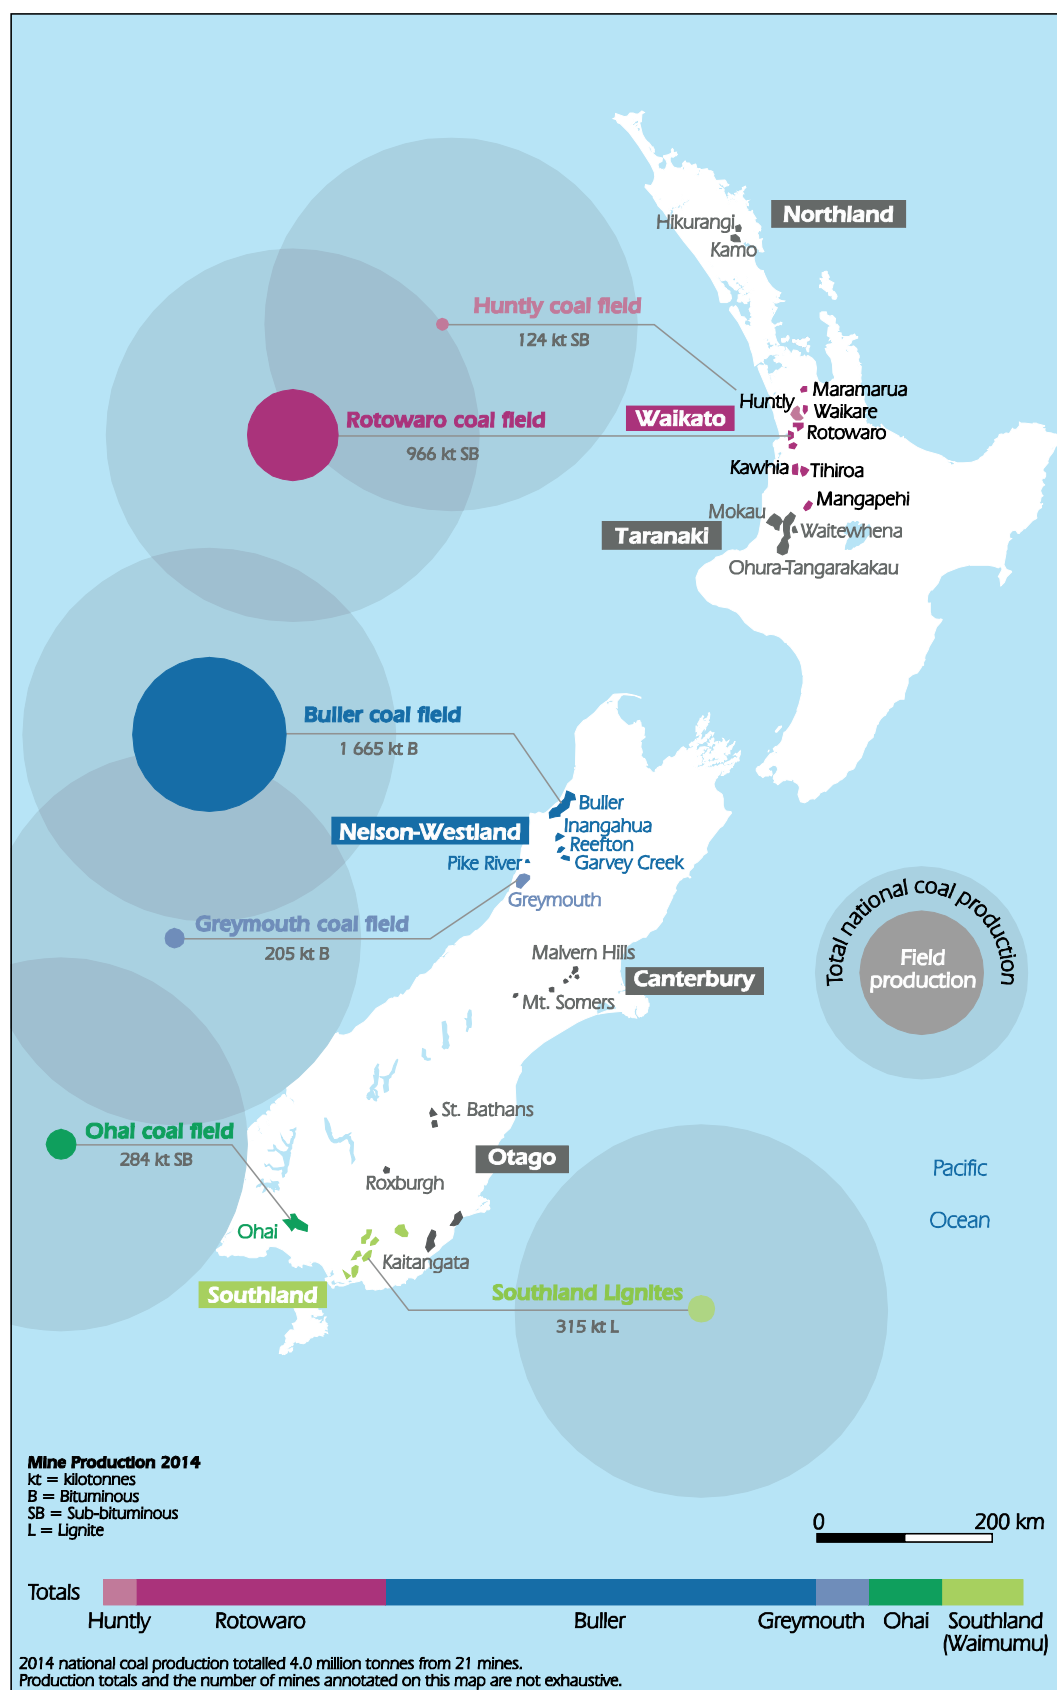 Northland
Hikurangi
Kamo
Huntly coal field
124 kt SB
Maramarua
Huntly
Waikare
Rotowaro coal field
Waikato
Rotowaro
966 kt SB
Kawhia
Tihiroa
Mangapehi
Mokau
Taranaki
Waitewhena
Ohura-Tangarakakau
Buller coal field
1 665 kt B
Buller
Nelson-Westland
Inangahua
Reefton
Pike River
Garvey Creek
Greymouth
Greymouth coal field
205 kt B
Total national coal production
Field
production
Malvern Hills
Canterbury
Mt. Somers
St. Bathans
Ohai coal field
284 kt SB
Otago
Roxburgh
Pacific
Ocean
Ohai
Kaitangata
Southland
Southland Lignites
315 kt L
Mine Production 2014
kt = kilotonnes
B = Bituminous
SB = Sub-bituminous
L = Lignite
0 200 km
Totals
Huntly Rotowaro Buller Greymouth Ohai Southland
(Waimumu)
2014 national coal production totalled 4.0 million tonnes from 21 mines.
Production totals and the number of mines annotated on this map are not exhaustive.